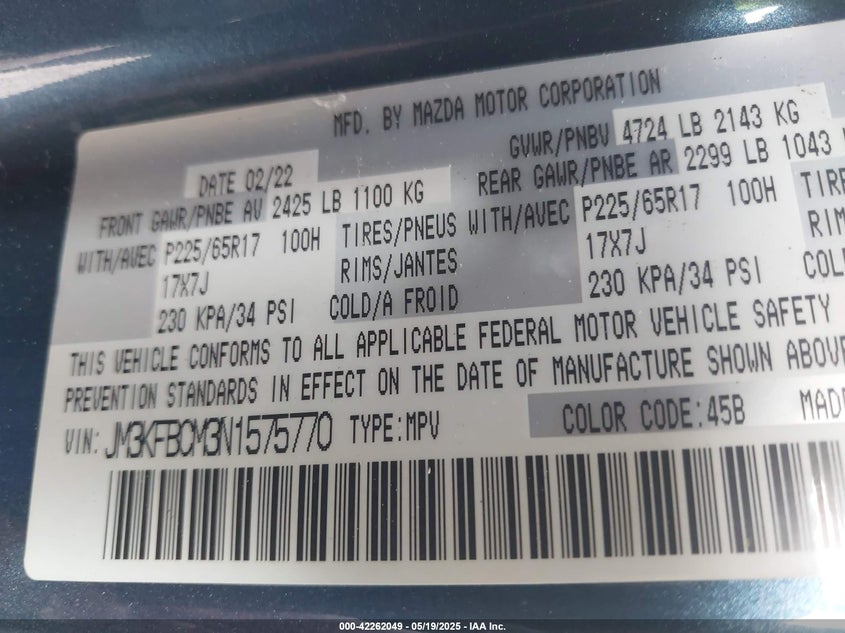 MFD. BY MAZDA MOTOR CORPORATION
DATE 02/22 GVWR/PNBV 4724 LB 2143 KG
FRONT GAWR/PNBE AV 2425 LB 1100 KG REAR GAWR/PNBE AR 2299 LB 1043
WITH/AVEC P225/65R17 100H TIRES/PNEUS WITH/AVEC P225/65R17 100H TIRE
17X7J RIMS/JANTES 17X7J RIM
230 KPA/34 PSI COLD/A FROID 230 KPA/34 PSI COL
THIS VEHICLE CONFORMS TO ALL APPLICABLE FEDERAL MOTOR VEHICLE SAFETY
PREVENTION STANDARDS IN EFFECT ON THE DATE OF MANUFACTURE SHOWN ABOVE
VIN: JM3KFBCM3N1575770 TYPE:MPV COLOR CODE:45B MAD
000-42262049 — 05/19/2025 — IAA Inc.